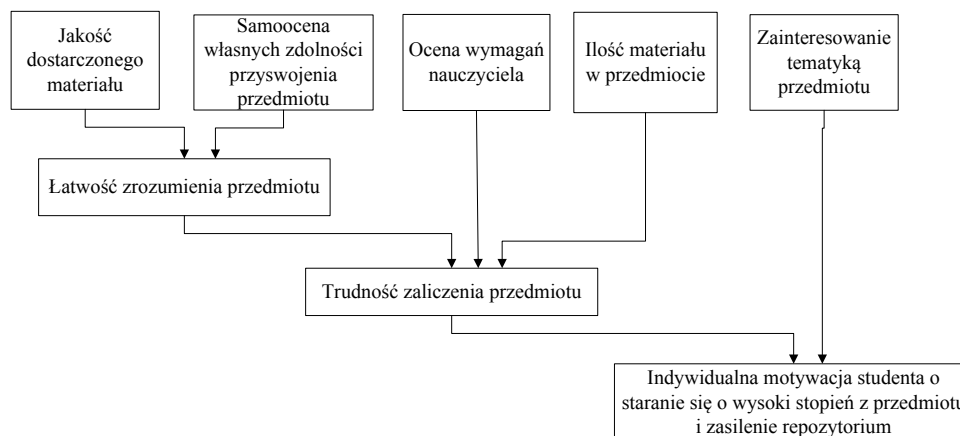 Jakość
dostarczonego
materiału
Samoocena
własnych zdolności
przyswojenia
przedmiotu
Ocena wymagań
nauczyciela
Ilość materiału
w przedmiocie
Zainteresowanie
tematyką
przedmiotu
Łatwość zrozumienia przedmiotu
Trudność zaliczenia przedmiotu
Indywidualna motywacja studenta o
staranie się o wysoki stopień z przedmiotu
i zasilenie repozytorium